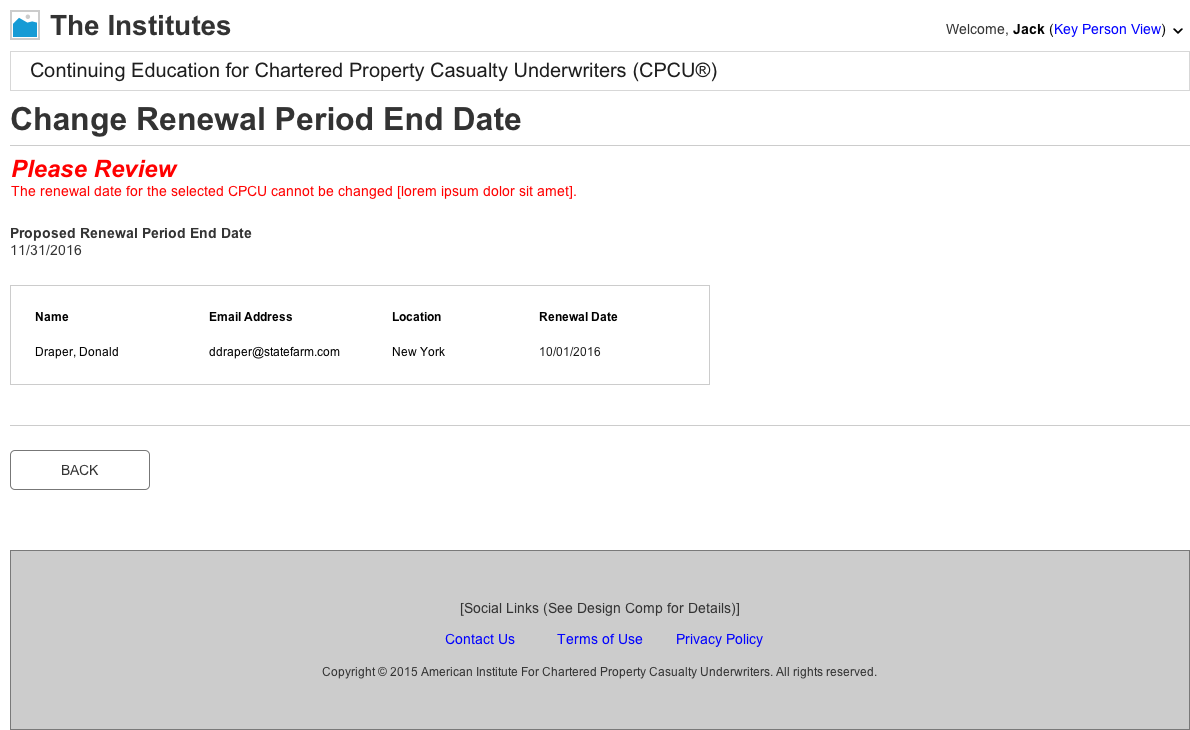 The Institutes
Welcome, Jack (Key Person View)
Continuing Education for Chartered Property Casualty Underwriters (CPCU®)
Change Renewal Period End Date
Please Review
The renewal date for the selected CPCU cannot be changed [lorem ipsum dolor sit amet].
Proposed Renewal Period End Date
11/31/2016
Name Email Address Location Renewal Date
Draper, Donald ddraper@statefarm.com New York 10/01/2016
BACK
[Social Links (See Design Comp for Details)]
Contact Us Terms of Use Privacy Policy
Copyright © 2015 American Institute For Chartered Property Casualty Underwriters. All rights reserved.